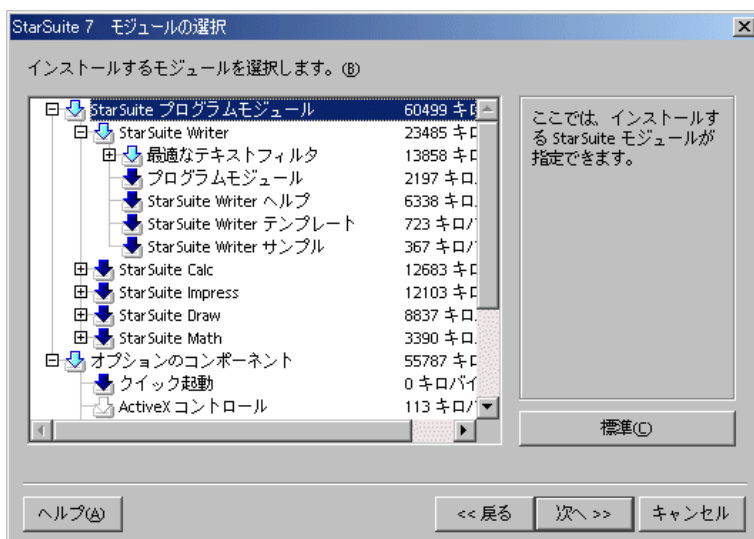 StarSuite 7 モジュールの選択
インストールするモジュールを選択します。(B)
StarSuite プログラムモジュール 60499 キロ
StarSuite Writer 23485 キロ
最適なテキストフィルタ 13858 キロ
プログラムモジュール 2197 キロ
StarSuite Writer ヘルプ 6338 キロ
StarSuite Writer テンプレート 723 キロバ
StarSuite Writer サンプル 367 キロバ
StarSuite Calc 12683 キロ
StarSuite Impress 12103 キロ
StarSuite Draw 8837 キロ
StarSuite Math 3390 キロ
オプションのコンポーネント 55787 キロ
クイック起動 0 キロバイ
ActiveX コントロール 113 キロバ
ここでは、インストールす
る StarSuite モジュールが
指定できます。
標準(C)
ヘルプ(A)
<< 戻る
次へ >>
キャンセル